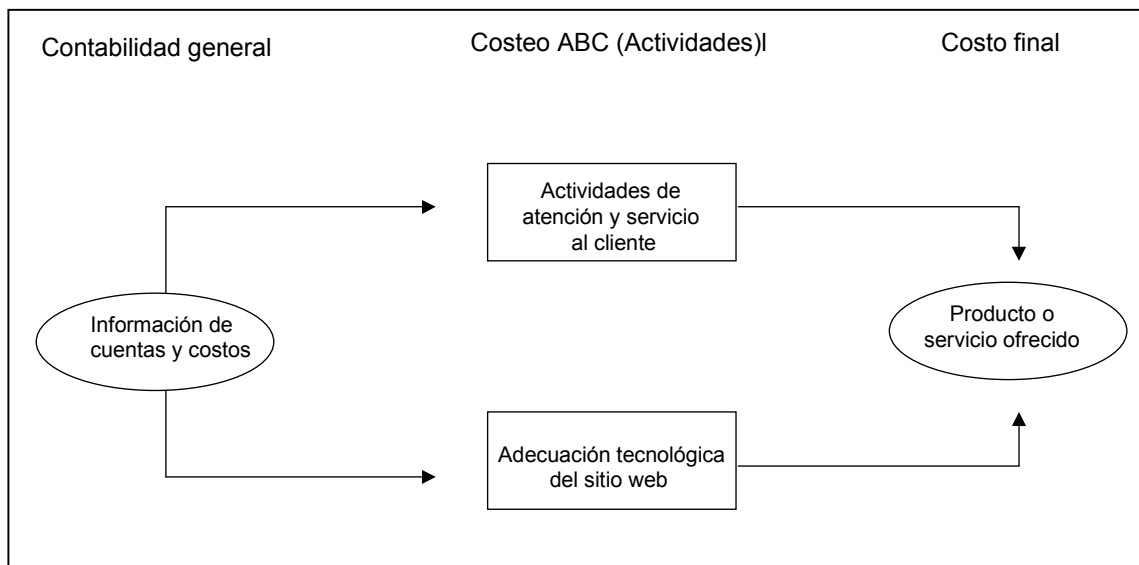 Contabilidad general
Costeo ABC (Actividades)l
Costo final
Actividades de
atención y servicio
al cliente
Información de
cuentas y costos
Producto o
servicio ofrecido
Adecuación tecnológica
del sitio web